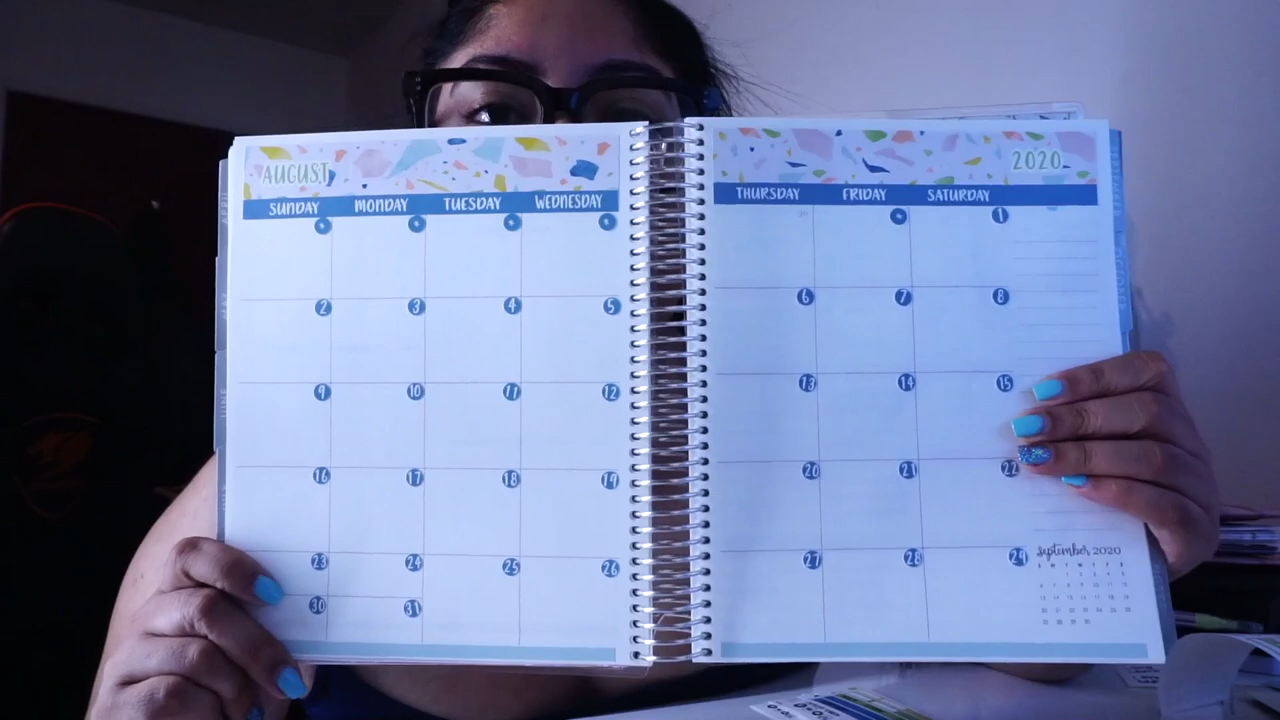 AUGUST 2020
SUNDAY MONDAY TUESDAY WEDNESDAY THURSDAY FRIDAY SATURDAY
1
2 3 4 5 6 7 8
9 10 11 12 13 14 15
16 17 18 19 20 21 22
23 24 25 26 27 28 29
30 31
september 2020